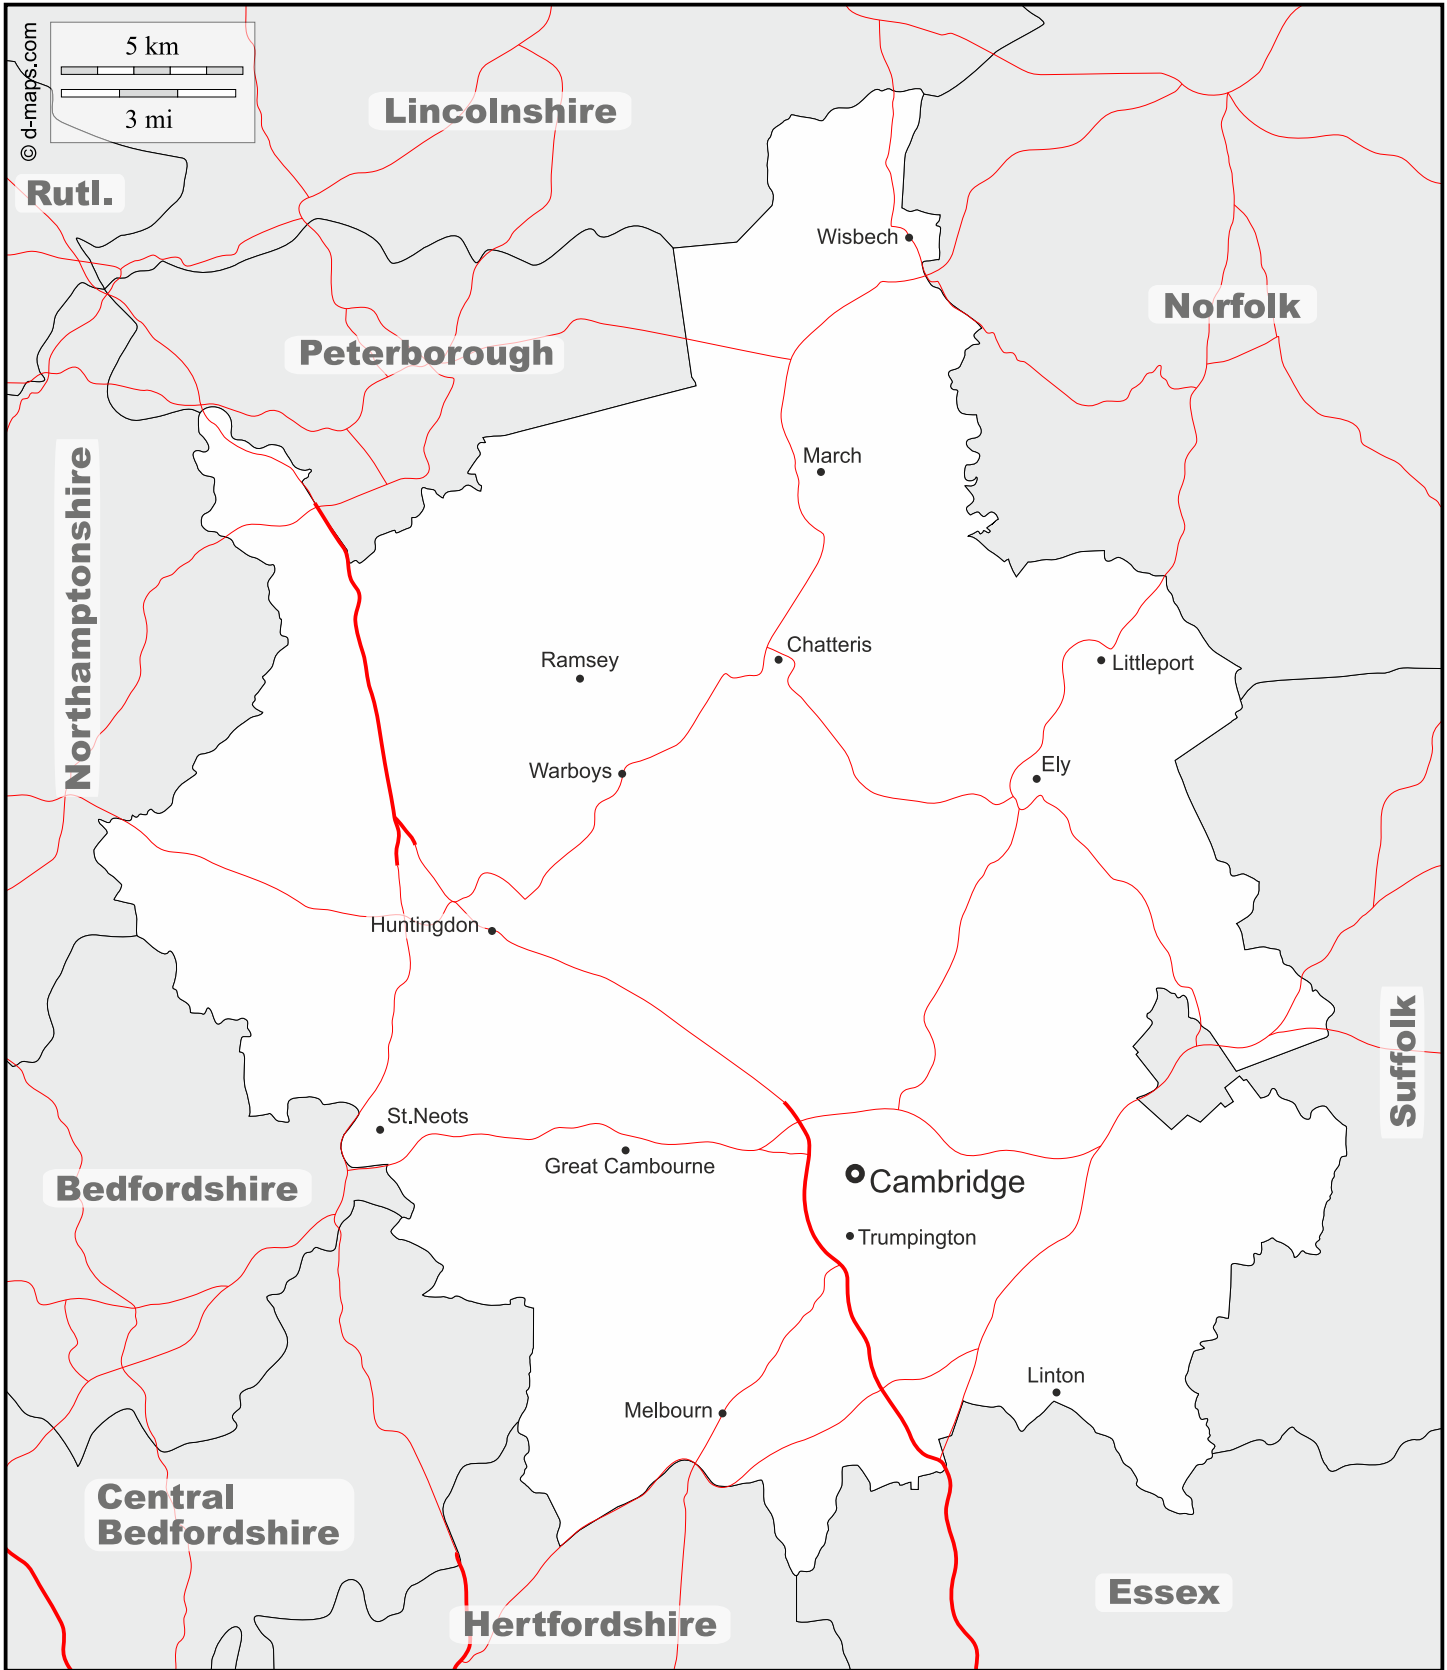 5 km
3 mi
© d-maps.com
Lincolnshire
Rutl.
Wisbech
Norfolk
Peterborough
March
Northamptonshire
Chatteris
Ramsey
Littleport
Ely
Warboys
Huntingdon
Suffolk
St.Neots
Great Cambourne
Cambridge
Bedfordshire
Trumpington
Linton
Melbourn
Central
Bedfordshire
Essex
Hertfordshire